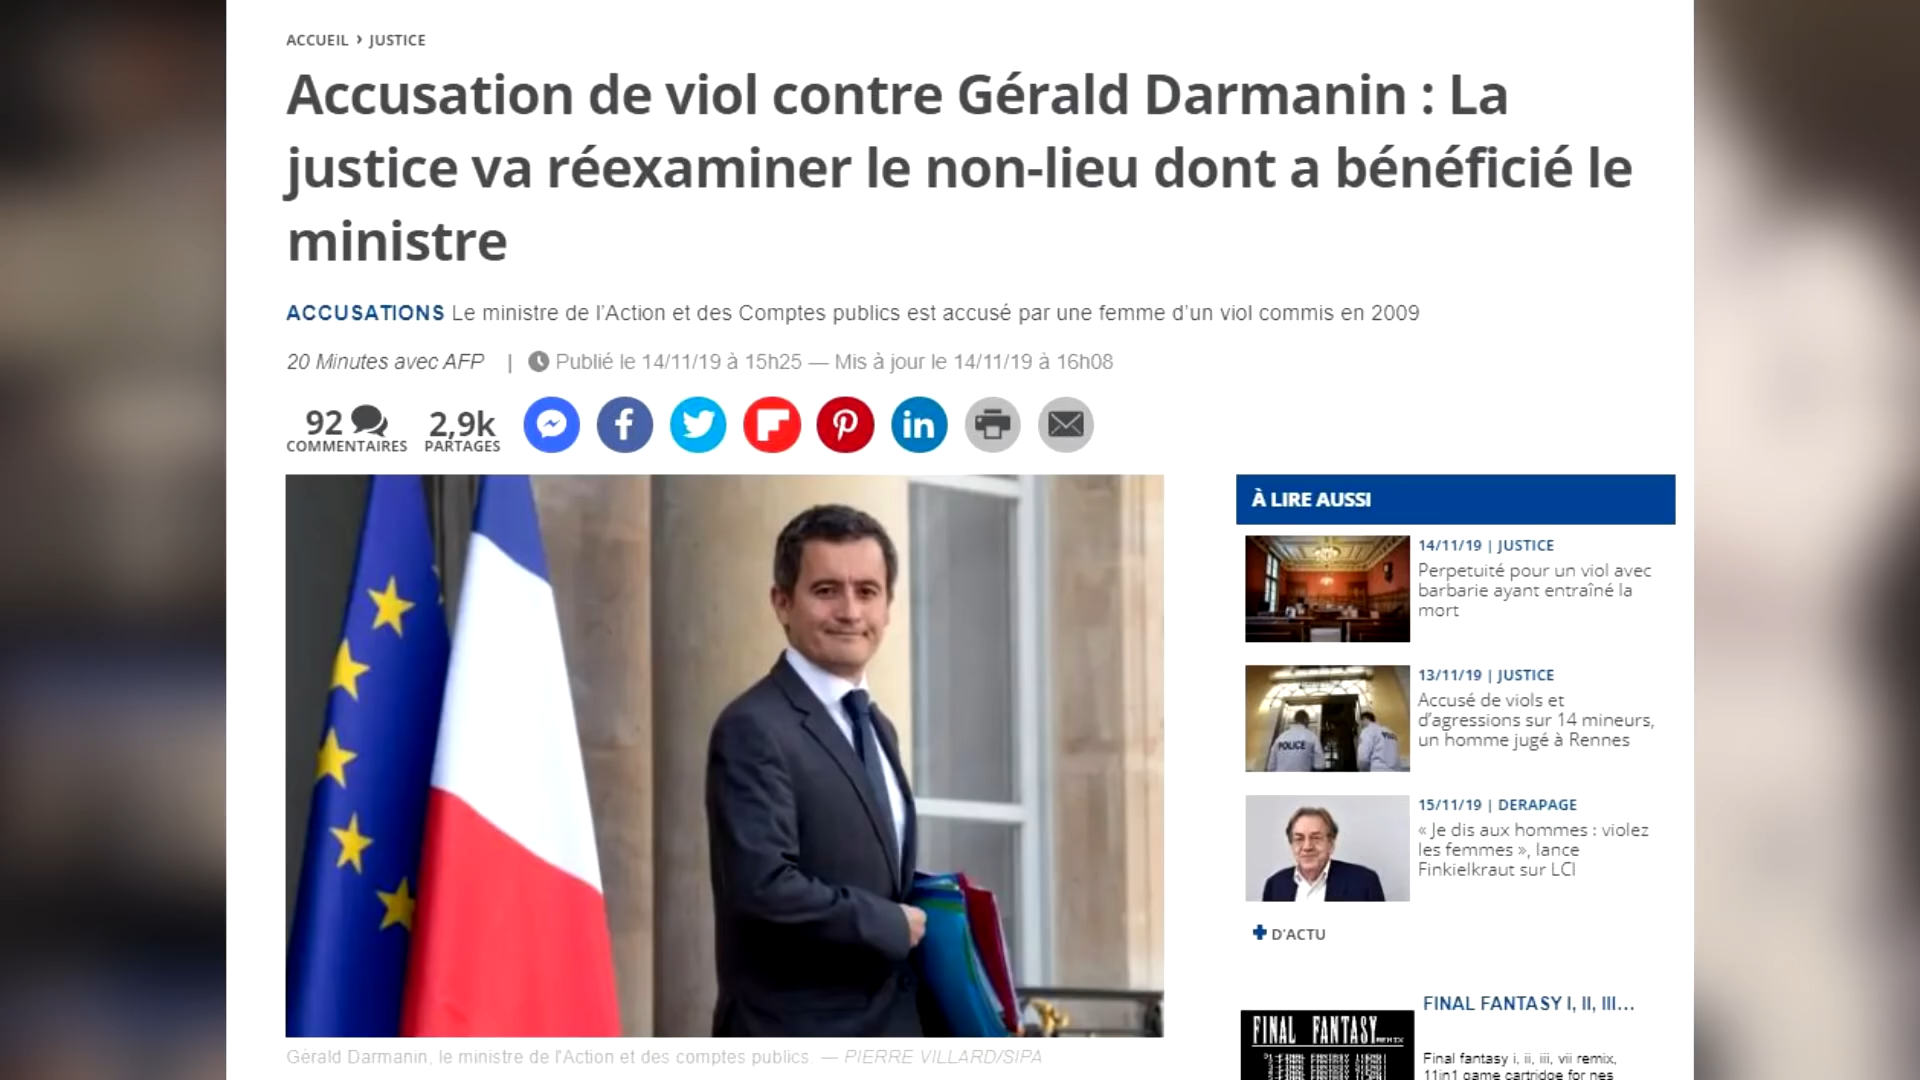 ACCUEIL › JUSTICE
Accusation de viol contre Gérald Darmanin : La
justice va réexaminer le non-lieu dont a bénéficié le
ministre
ACCUSATIONS Le ministre de l'Action et des Comptes publics est accusé par une femme d'un viol commis en 2009
20 Minutes avec AFP | Publié le 14/11/19 à 15h25 — Mis à jour le 14/11/19 à 16h08
92
COMMENTAIRES
2,9k
PARTAGES
Gérald Darmanin, le ministre de l'Action et des comptes publics. — PIERRE VILLARD/SIPA
À LIRE AUSSI
14/11/19 | JUSTICE
Perpetuité pour un viol avec
barbarie ayant entraîné la
mort
POLICE
13/11/19 | JUSTICE
Accusé de viols et
d'agressions sur 14 mineurs,
un homme jugé à Rennes
15/11/19 | DERAPAGE
« Je dis aux hommes : violez
les femmes », lance
Finkielkraut sur LCI
D'ACTU
FINAL FANTASY REMIX
FINAL FANTASY I, II, III...
Final fantasy i, ii, iii, vii remix,
11in1 game cartridge for nes